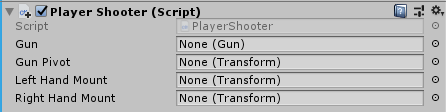 Player Shooter (Script)
Script PlayerShooter
Gun None (Gun)
Gun Pivot None (Transform)
Left Hand Mount None (Transform)
Right Hand Mount None (Transform)